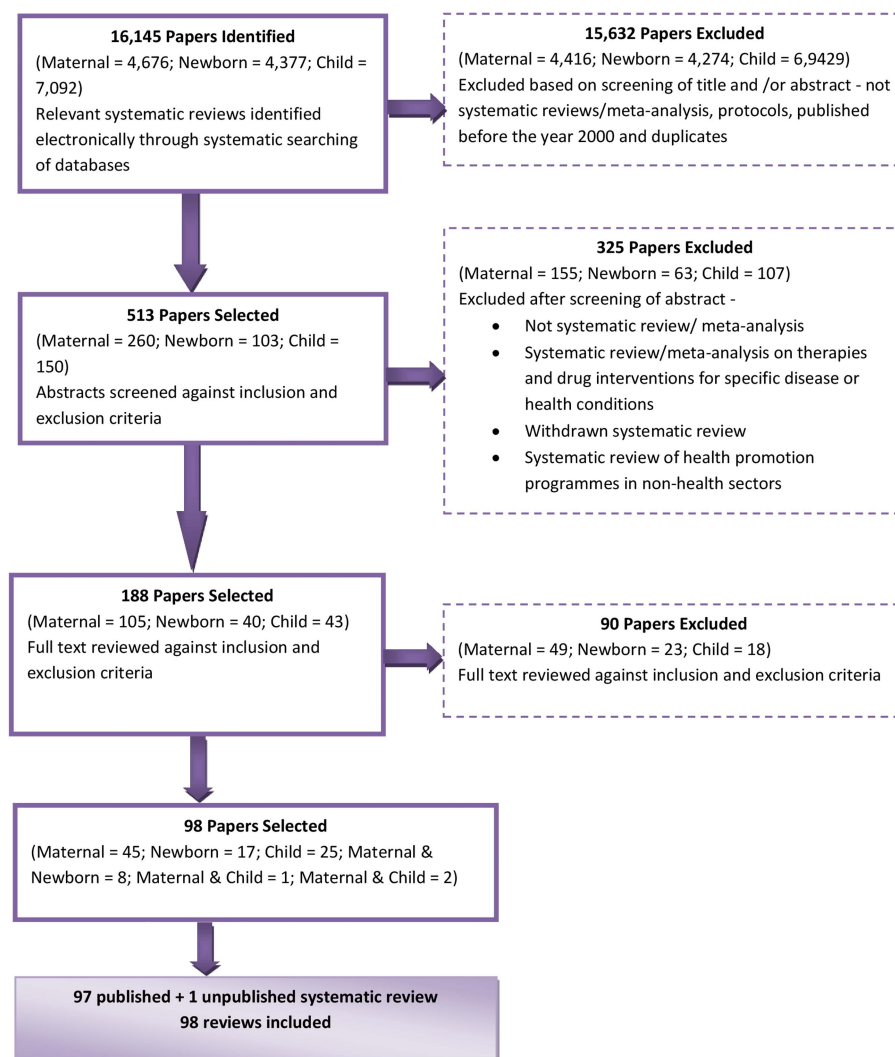 16,145 Papers Identified
(Maternal = 4,676; Newborn = 4,377; Child =
7,092)
Relevant systematic reviews identified
electronically through systematic searching
of databases
15,632 Papers Excluded
(Maternal = 4,416; Newborn = 4,274; Child = 6,9429)
Excluded based on screening of title and /or abstract - not
systematic reviews/meta-analysis, protocols, published
before the year 2000 and duplicates
513 Papers Selected
(Maternal = 260; Newborn = 103; Child =
150)
Abstracts screened against inclusion and
exclusion criteria
325 Papers Excluded
(Maternal = 155; Newborn = 63; Child = 107)
Excluded after screening of abstract -
• Not systematic review/ meta-analysis
• Systematic review/meta-analysis on therapies
and drug interventions for specific disease or
health conditions
• Withdrawn systematic review
• Systematic review of health promotion
programmes in non-health sectors
188 Papers Selected
(Maternal = 105; Newborn = 40; Child = 43)
Full text reviewed against inclusion and
exclusion criteria
90 Papers Excluded
(Maternal = 49; Newborn = 23; Child = 18)
Full text reviewed against inclusion and exclusion criteria
98 Papers Selected
(Maternal = 45; Newborn = 17; Child = 25; Maternal &
Newborn = 8; Maternal & Child = 1; Maternal & Child = 2)
97 published + 1 unpublished systematic review
98 reviews included